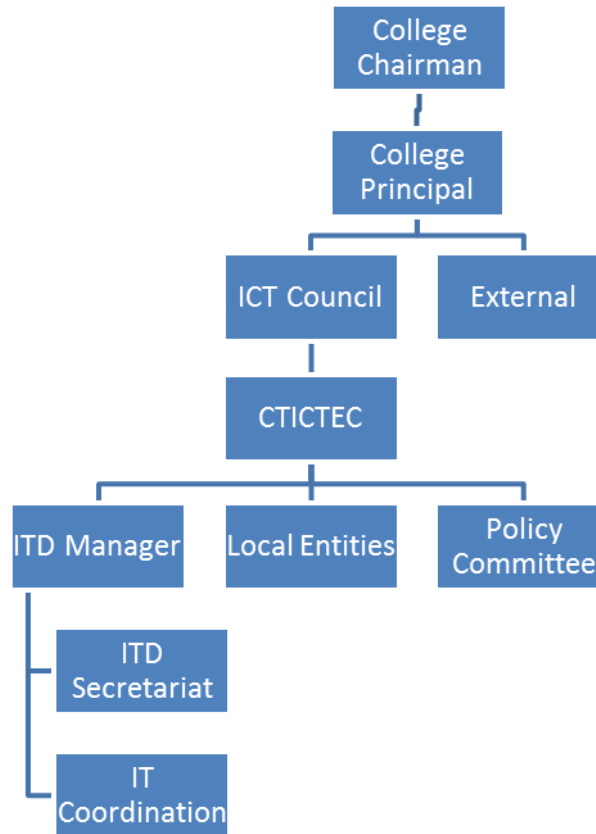 College
Chairman
College
Principal
ICT Council
External
CTICTEC
ITD Manager
Local Entities
Policy
Committee
ITD
Secretariat
IT
Coordination